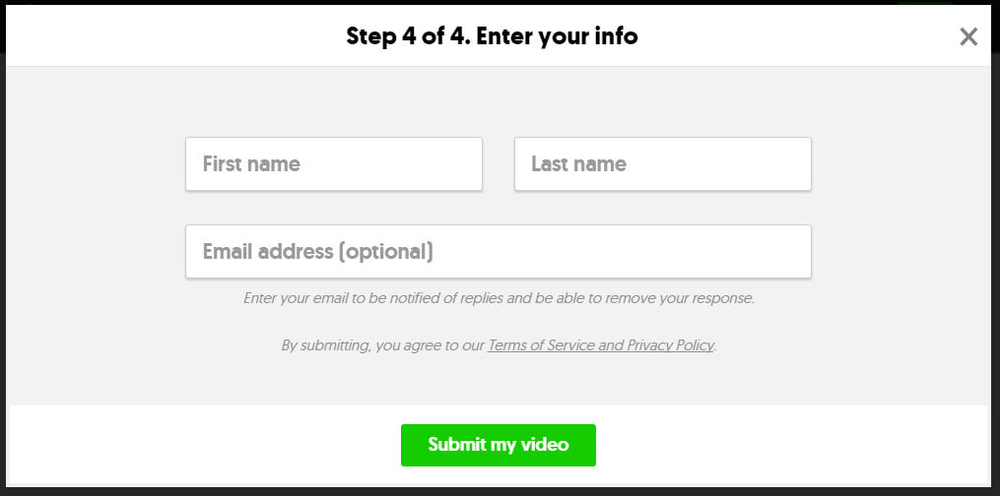 Step 4 of 4. Enter your info
First name
Last name
Email address (optional)
Enter your email to be notified of replies and be able to remove your response.
By submitting, you agree to our Terms of Service and Privacy Policy.
Submit my video